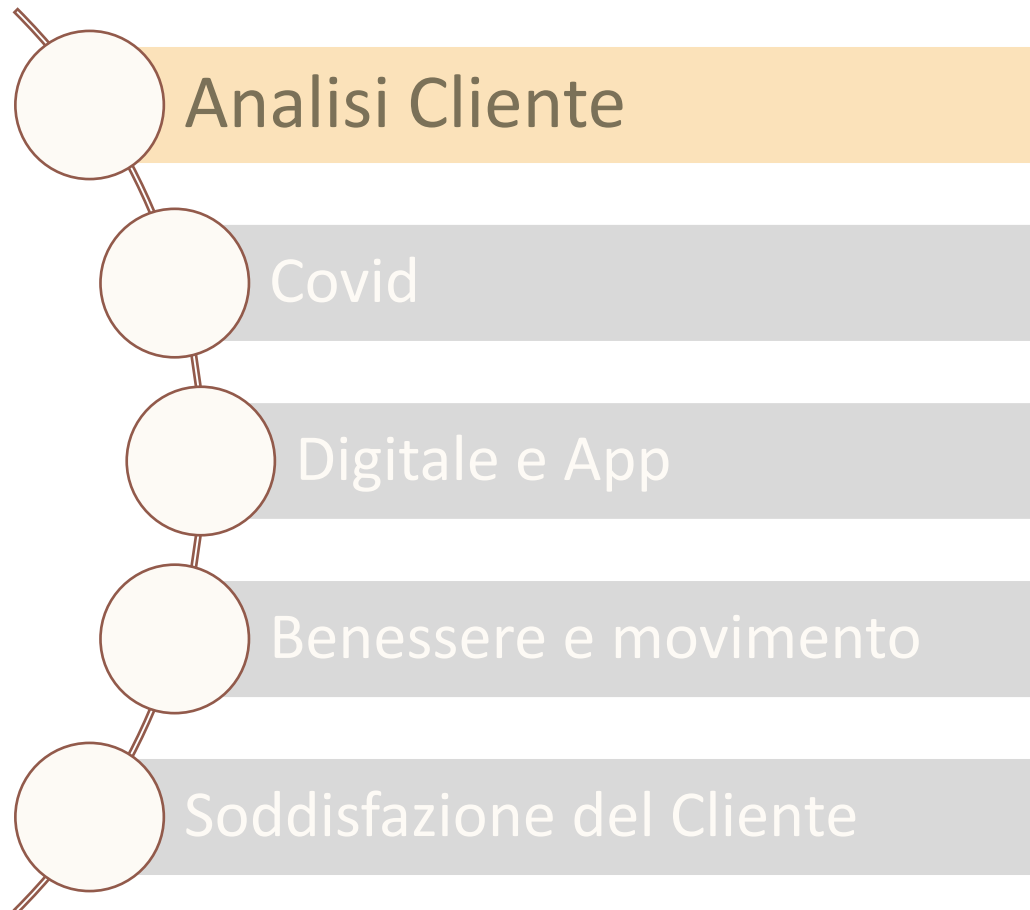 Analisi Cliente
Covid
Digitale e App
Benessere e movimento
Soddisfazione del Cliente